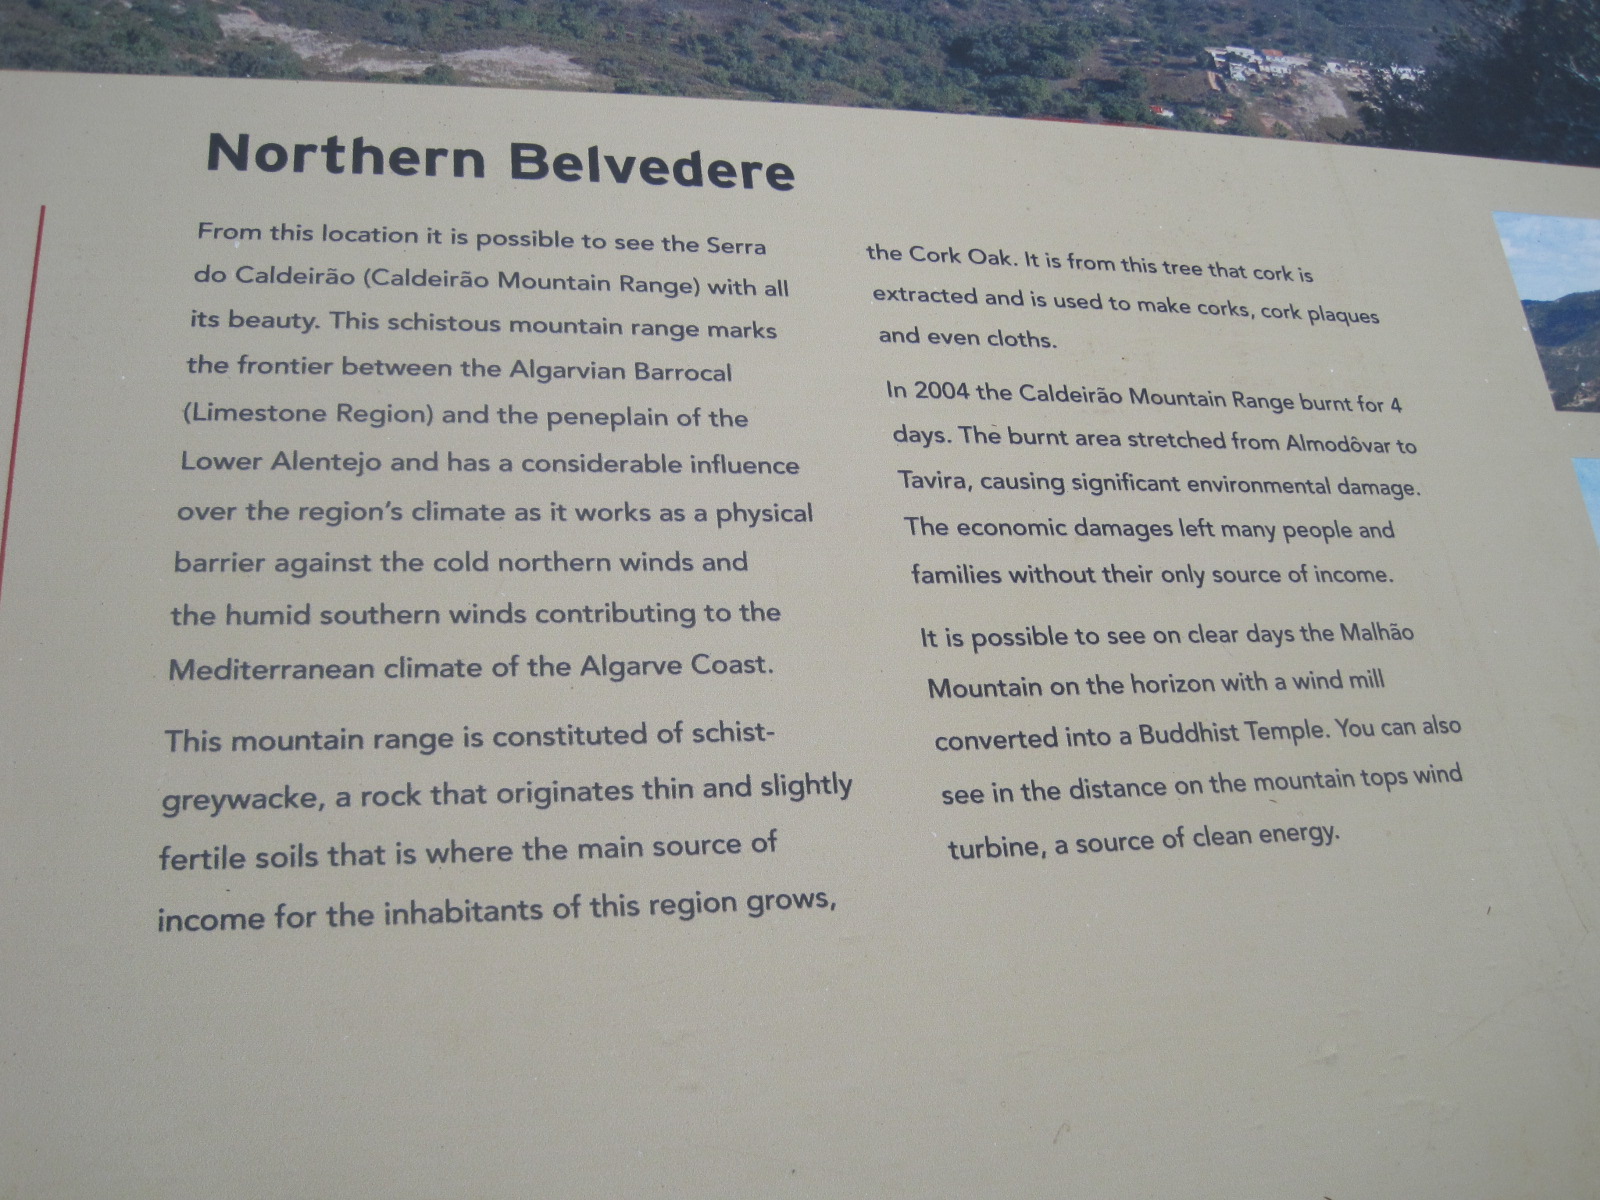 Northern Belvedere
From this location it is possible to see the Serra
do Caldeirão (Caldeirão Mountain Range) with all
its beauty. This schistous mountain range marks
the frontier between the Algarvian Barrocal
(Limestone Region) and the peneplain of the
Lower Alentejo and has a considerable influence
over the region's climate as it works as a physical
barrier against the cold northern winds and
the humid southern winds contributing to the
Mediterranean climate of the Algarve Coast.
This mountain range is constituted of schist-
greywacke, a rock that originates thin and slightly
fertile soils that is where the main source of
income for the inhabitants of this region grows,
the Cork Oak. It is from this tree that cork is
extracted and is used to make corks, cork plaques
and even cloths.
In 2004 the Caldeirão Mountain Range burnt for 4
days. The burnt area stretched from Almodôvar to
Tavira, causing significant environmental damage.
The economic damages left many people and
families without their only source of income.
It is possible to see on clear days the Malhão
Mountain on the horizon with a wind mill
converted into a Buddhist Temple. You can also
see in the distance on the mountain tops wind
turbine, a source of clean energy.